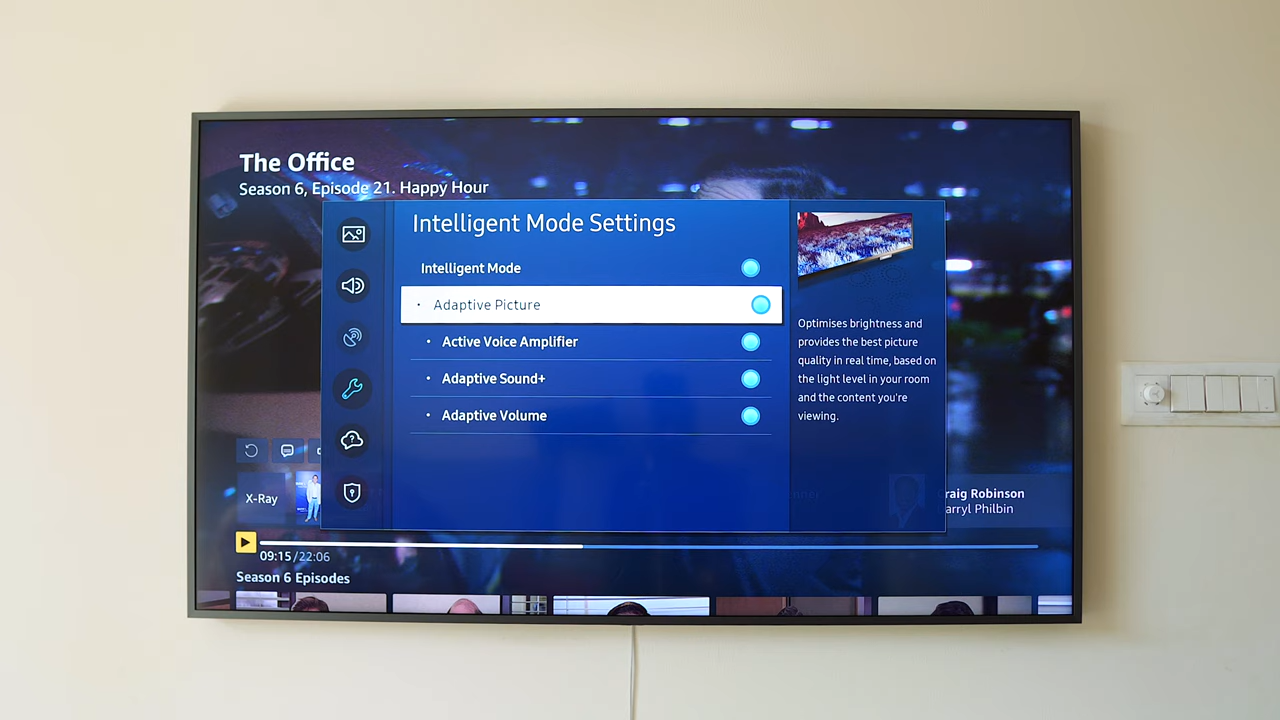 The Office
Season 6, Episode 21. Happy Hour
Intelligent Mode Settings
Intelligent Mode
· Adaptive Picture
· Active Voice Amplifier
· Adaptive Sound+
· Adaptive Volume
Optimises brightness and
provides the best picture
quality in real time, based on
the light level in your room
and the content you're
viewing.
X-Ray
raig Robinson
arryl Philbin
09:15/22:06
Season 6 Episodes